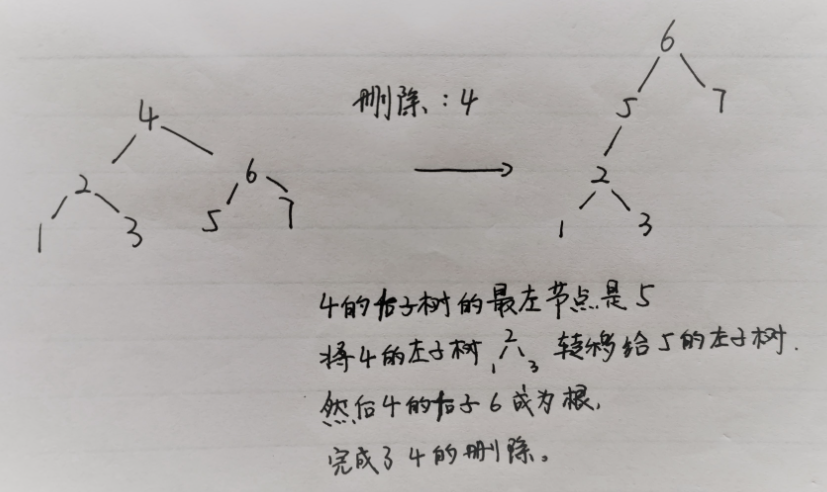 删除：4
4
2 6
1 3 5 7
6
5 7
2
1 3
4的右子树的最左节点是5
将4的左子树 2 1 3 转移给5的左子树.
然后4的右子6成为根,
完成了4的删除。